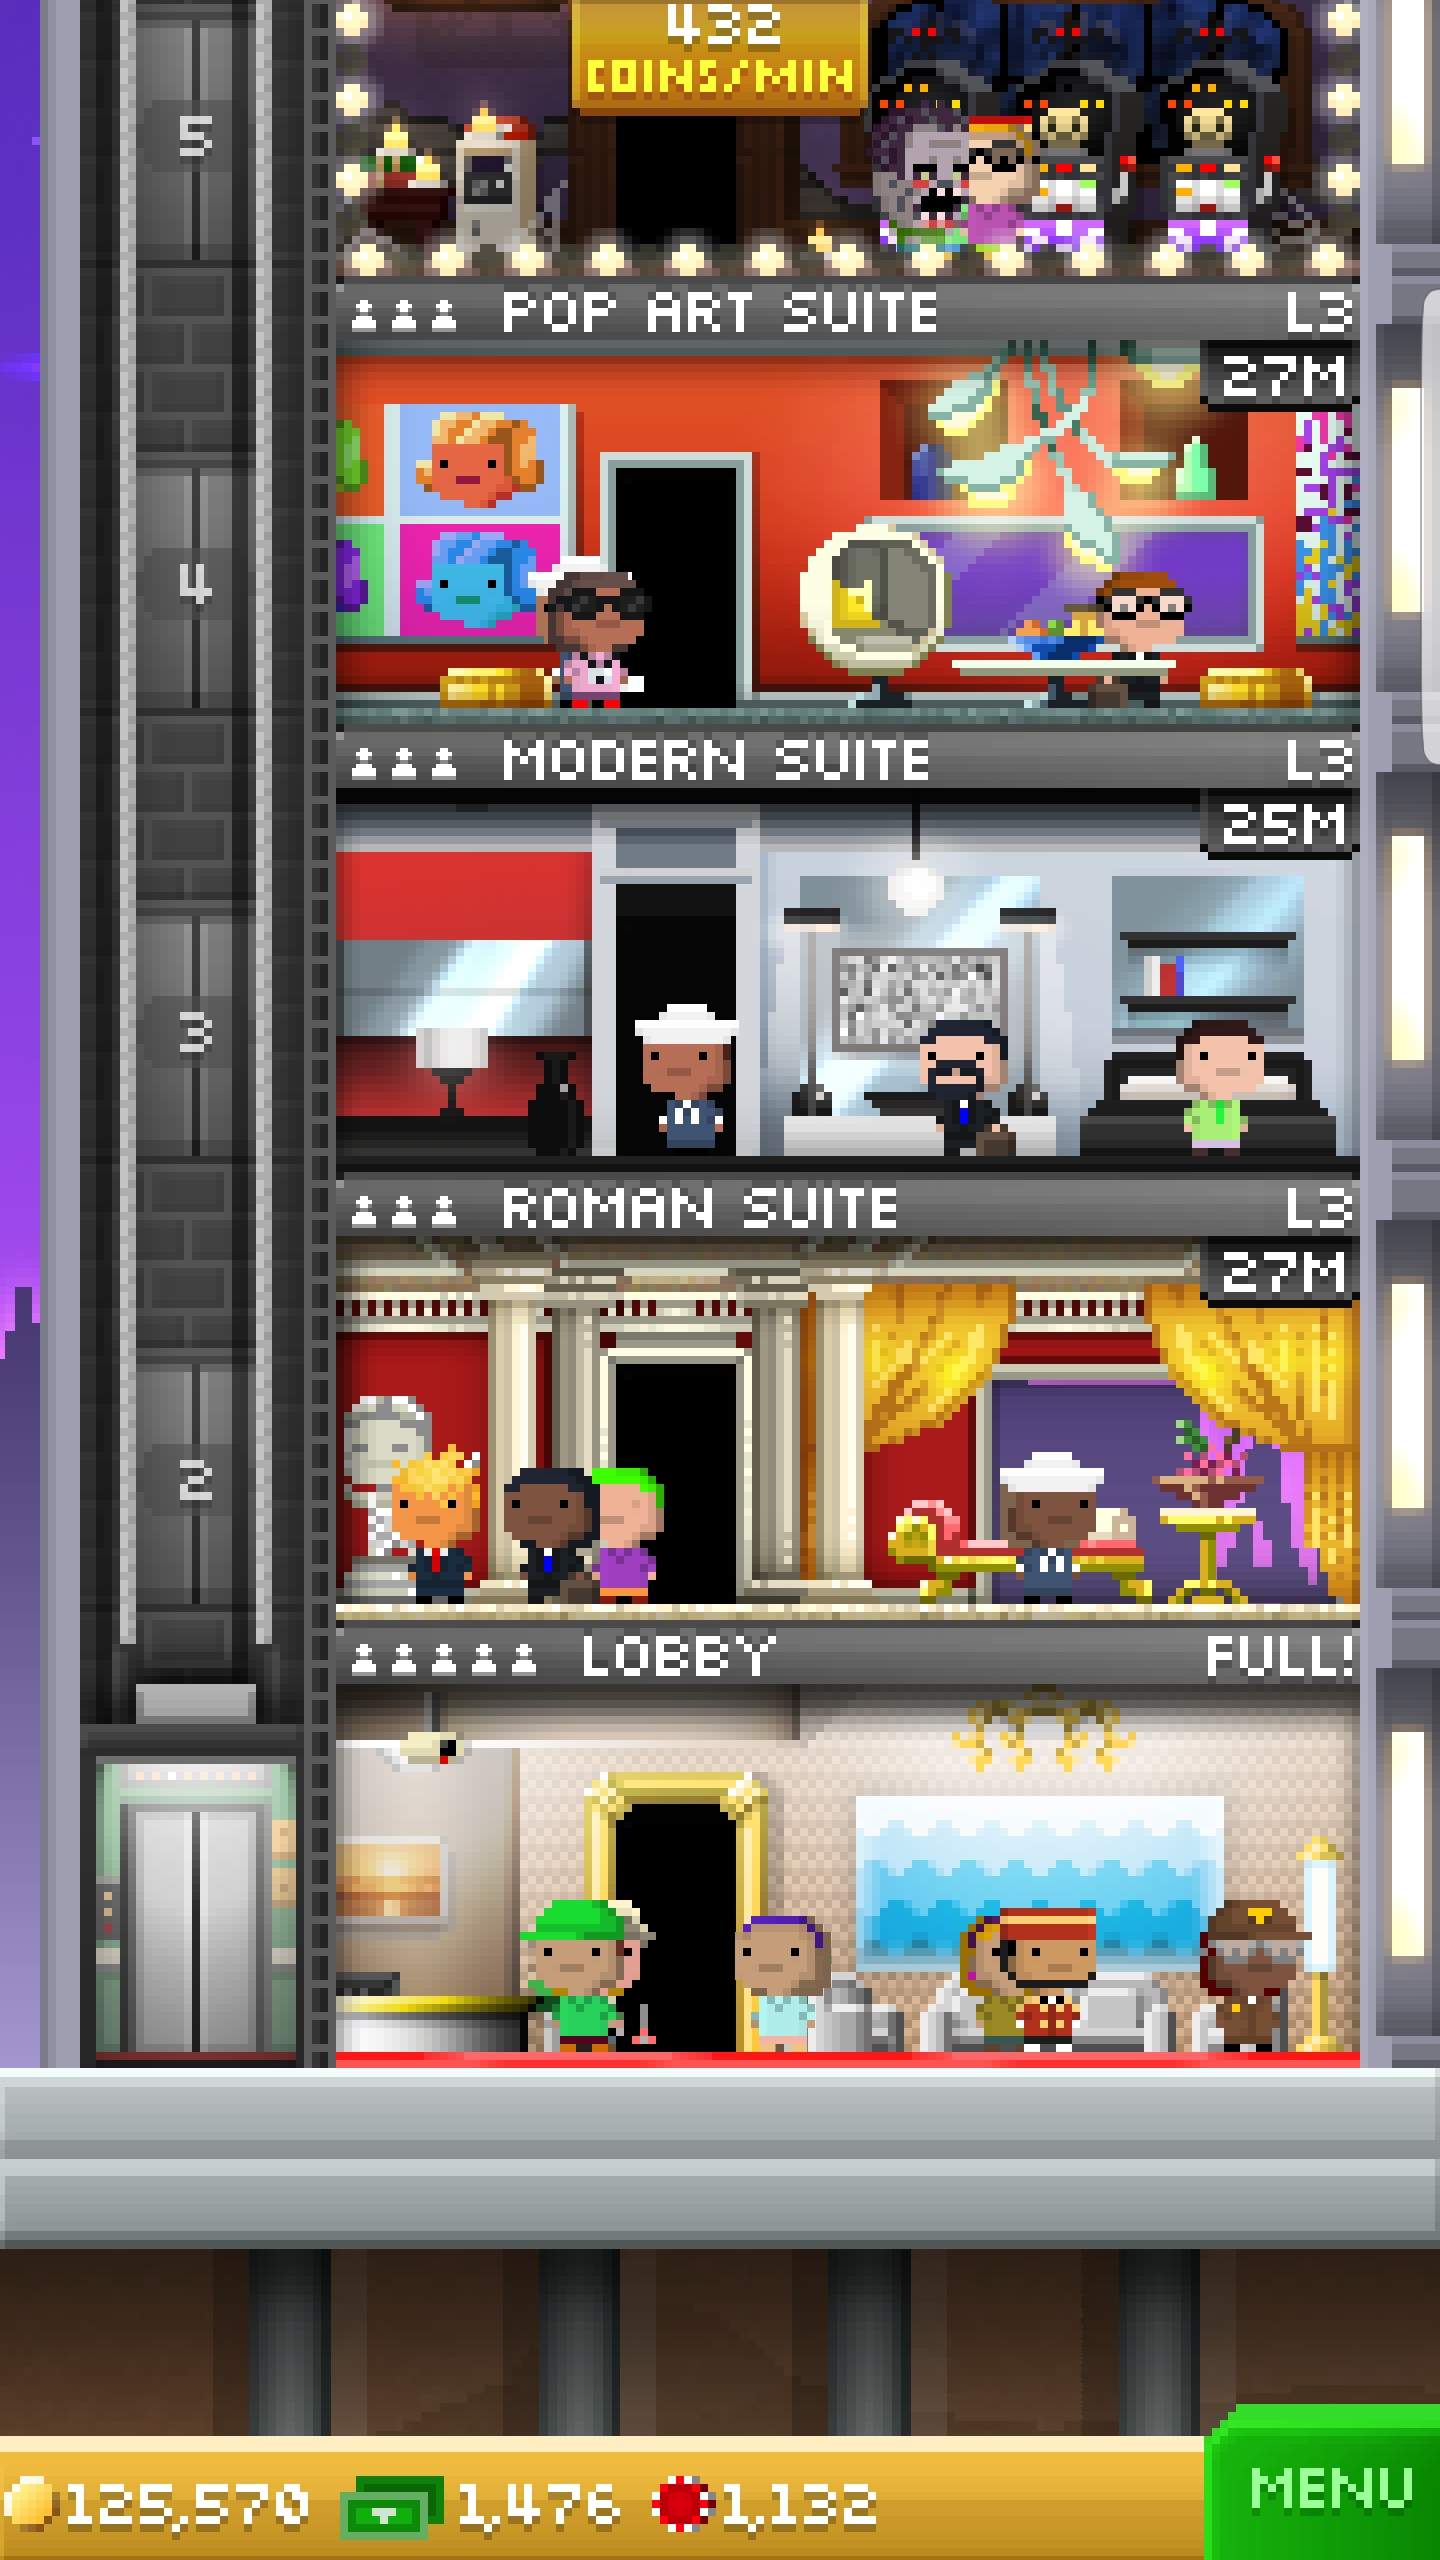 432
COINS/MIN
5
POP ART SUITE L3
27M
4
MODERN SUITE L3
25M
3
ROMAN SUITE L3
27M
2
LOBBY FULL!
125,570 1,476 1,132
MENU